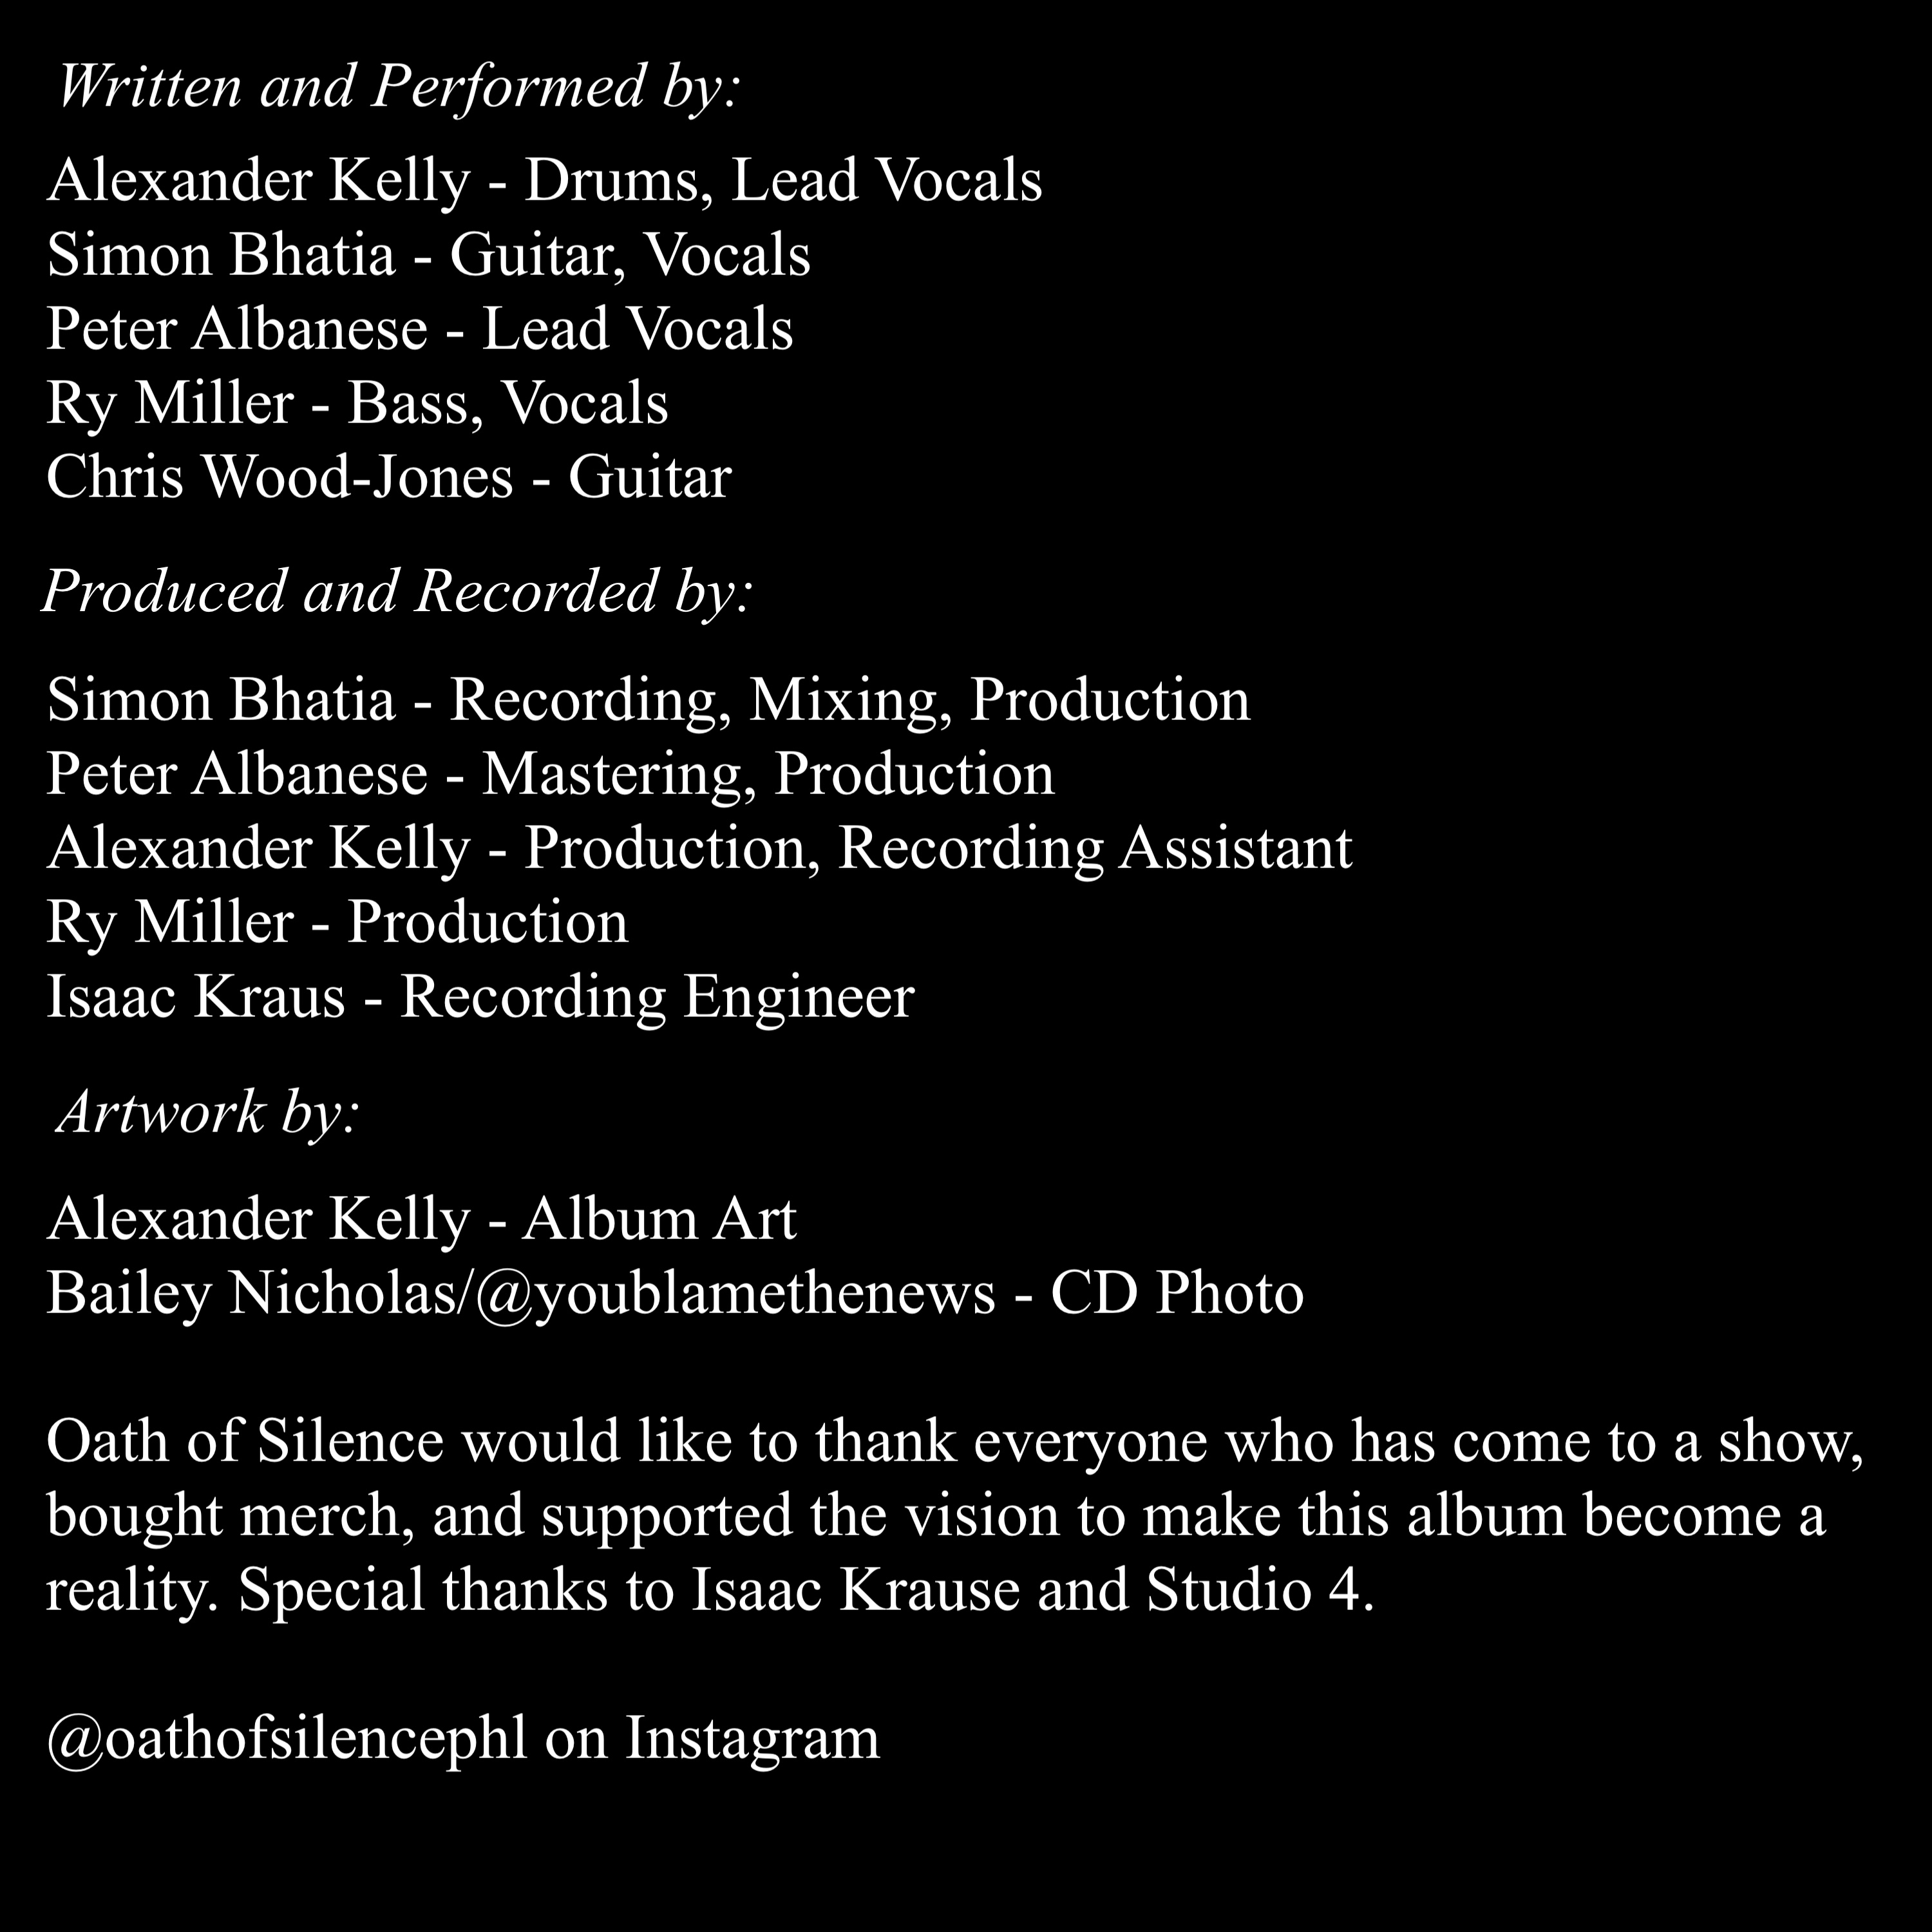 Written and Performed by:
Alexander Kelly - Drums, Lead Vocals
Simon Bhatia - Guitar, Vocals
Peter Albanese - Lead Vocals
Ry Miller - Bass, Vocals
Chris Wood-Jones - Guitar
Produced and Recorded by:
Simon Bhatia - Recording, Mixing, Production
Peter Albanese - Mastering, Production
Alexander Kelly - Production, Recording Assistant
Ry Miller - Production
Isaac Kraus - Recording Engineer
Artwork by:
Alexander Kelly - Album Art
Bailey Nicholas/@youblamethenews - CD Photo
Oath of Silence would like to thank everyone who has come to a show,
bought merch, and supported the vision to make this album become a
reality. Special thanks to Isaac Krause and Studio 4.
@oathofsilencephl on Instagram